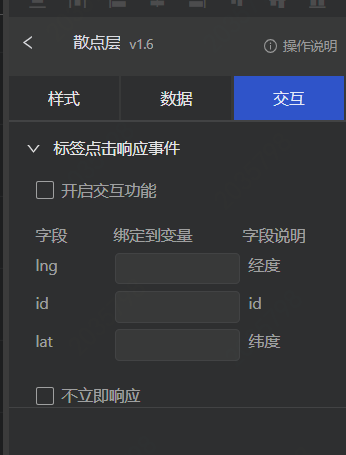 散点层 v1.6 操作说明
样式 数据 交互
标签点击响应事件
开启交互功能
字段 绑定到变量 字段说明
lng 经度
id id
lat 纬度
不立即响应